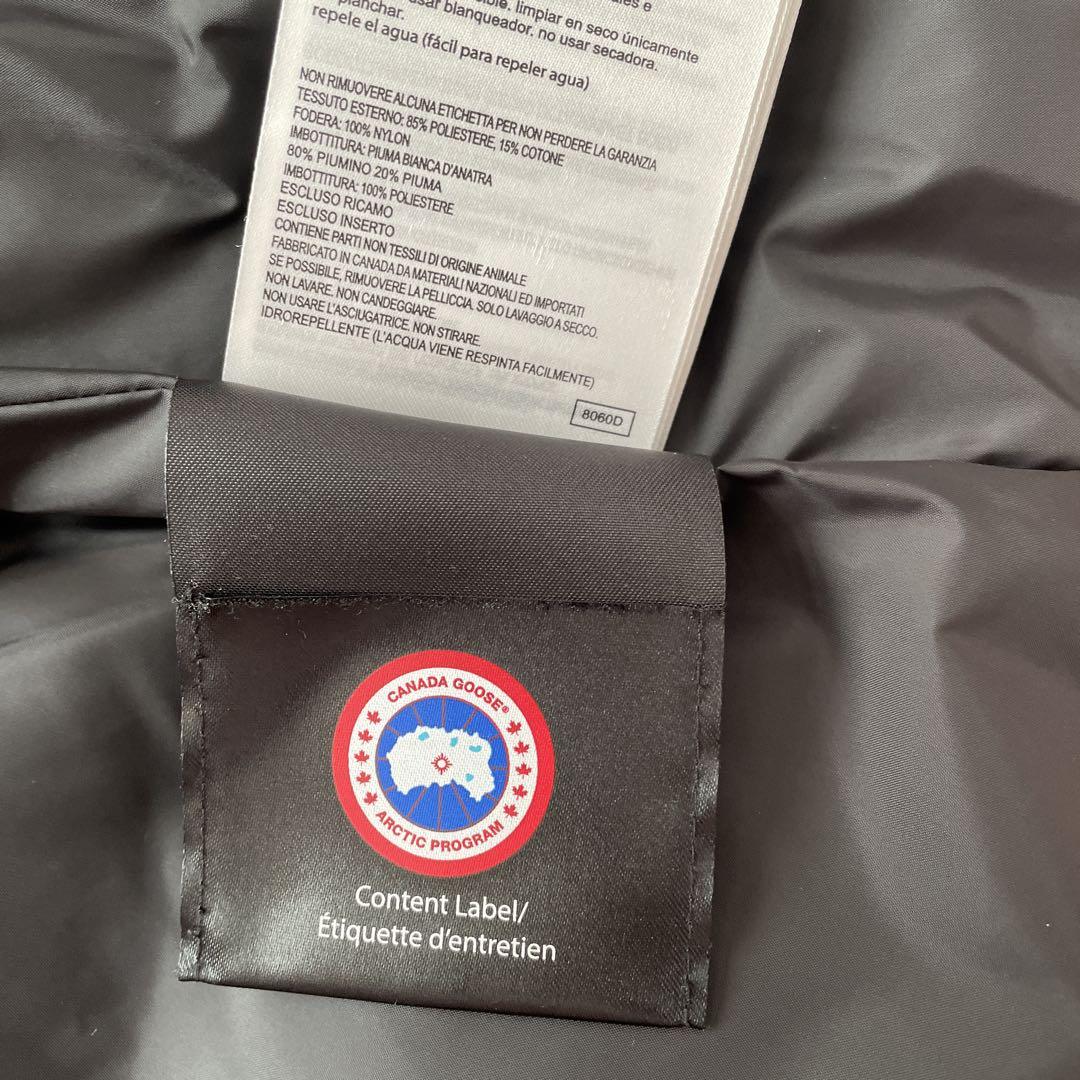 limpiar en seco únicamente
usar blanqueador. no usar secadora.
planchar.
repele el agua (fácil para repeler agua)
NON RIMUOVERE ALCUNA ETICHETTA PER NON PERDERE LA GARANZIA
TESSUTO ESTERNO: 85% POLIESTERE, 15% COTONE
FODERA: 100% NYLON
IMBOTTITURA: PIUMA BIANCA D'ANATRA
80% PIUMINO 20% PIUMA
IMBOTTITURA: 100% POLIESTERE
ESCLUSO RICAMO
ESCLUSO INSERTO
CONTIENE PARTI NON TESSILI DI ORIGINE ANIMALE
FABBRICATO IN CANADA DA MATERIALI NAZIONALI ED IMPORTATI
SE POSSIBILE, RIMUOVERE LA PELLICCIA. SOLO LAVAGGIO A SECCO.
NON LAVARE. NON CANDEGGIARE.
NON USARE L'ASCIUGATRICE. NON STIRARE.
IDROREPELLENTE (L'ACQUA VIENE RESPINTA FACILMENTE)
8060D
CANADA GOOSE®
ARCTIC PROGRAM
Content Label/
Étiquette d'entretien